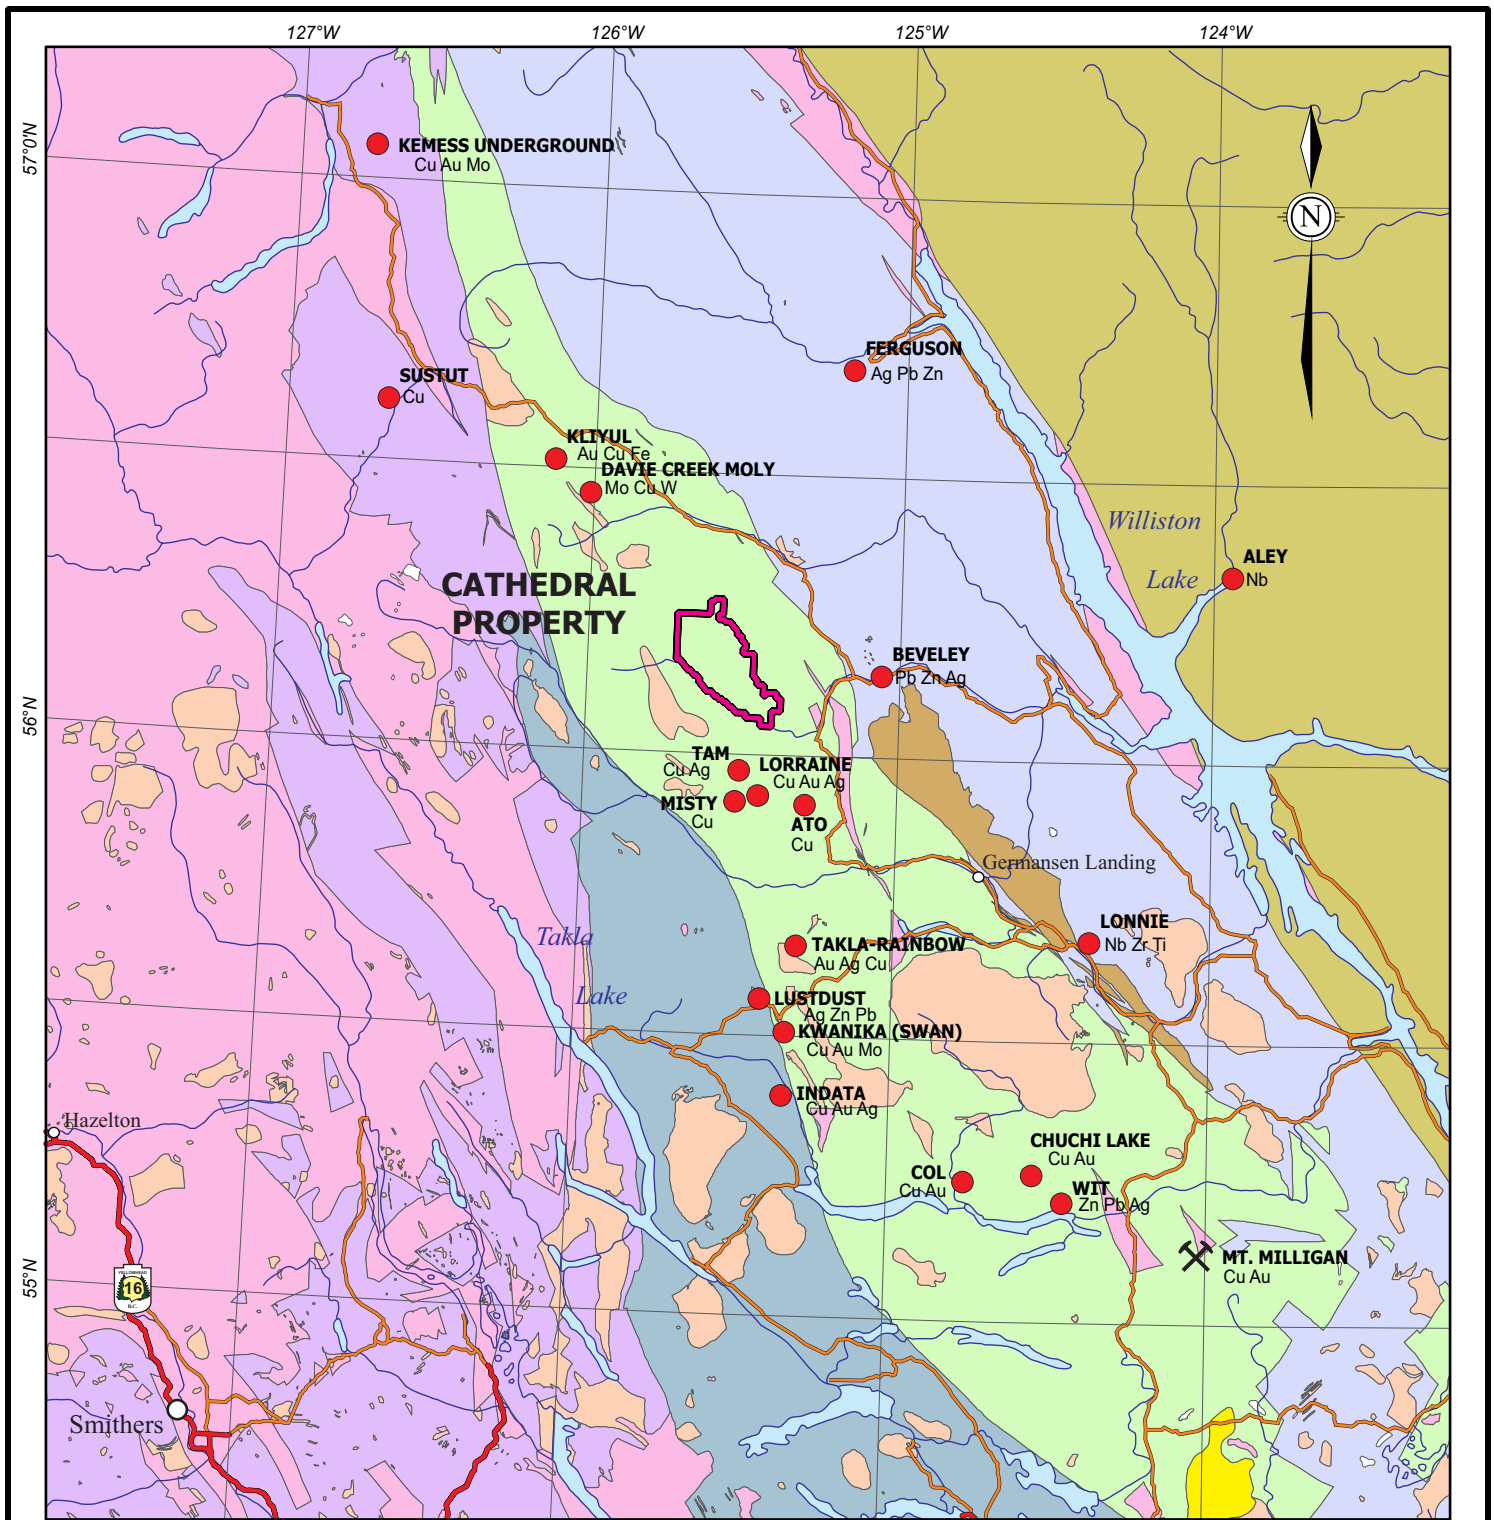 127°W
126°W
125°W
124°W
57°0'N
KEMESS UNDERGROUND
Cu Au Mo
N
FERGUSON
Ag Pb Zn
SUSTUT
Cu
KLIYUL
Au Cu Fe
DAVIE CREEK MOLY
Mo Cu W
Williston
Lake
ALEY
Nb
CATHEDRAL
PROPERTY
BEVELEY
Pb Zn Ag
56°N
TAM
Cu Ag
LORRAINE
Cu Au Ag
MISTY
Cu
ATO
Cu
Germansen Landing
LONNIE
Nb Zr Ti
Takla
Lake
TAKLA-RAINBOW
Au Ag Cu
LUSTDUST
Ag Zn Pb
KWANIKA (SWAN)
Cu Au Mo
INDATA
Cu Au Ag
Hazelton
CHUCHI LAKE
Cu Au
COL
Cu Au
WIT
Zn Pb Ag
MT. MILLIGAN
Cu Au
55°N
YELLOWHEAD
16
B.C.
Smithers